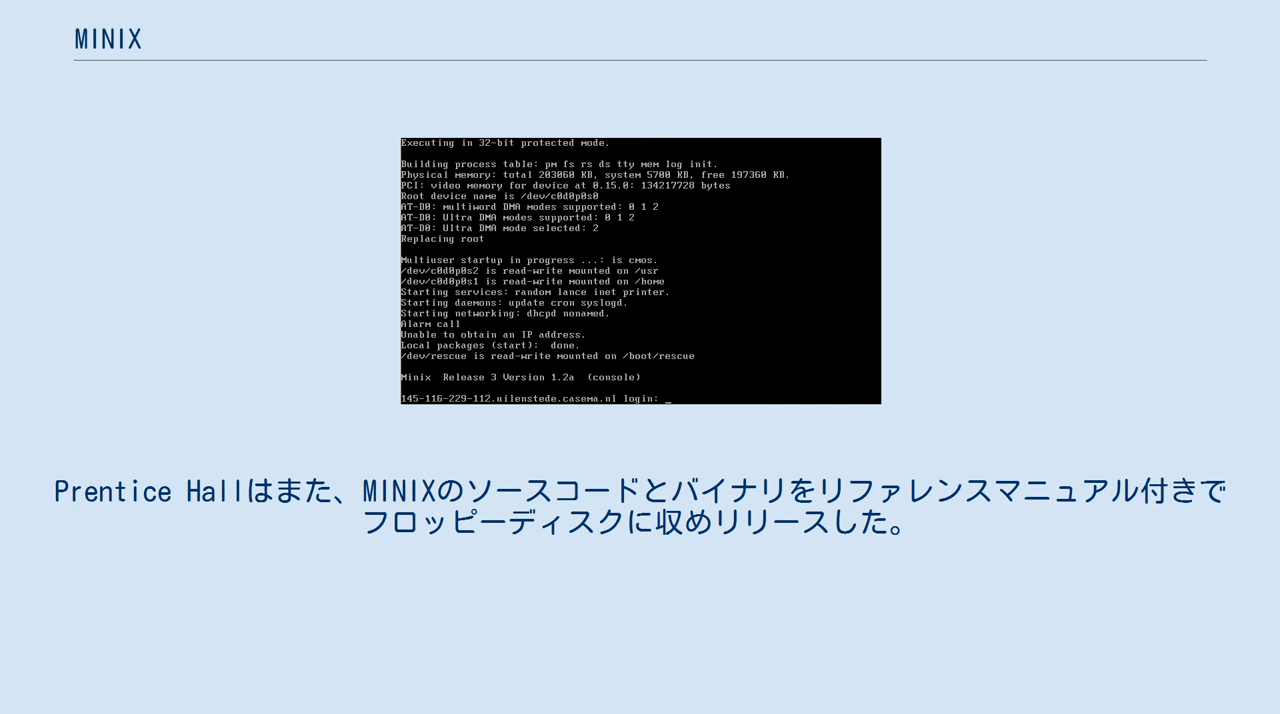 MINIX
Executing in 32-bit protected mode.
Building process table: pm fs rs ds tty mem log init.
Physical memory: total 203060 KB, system 5700 KB, free 197360 KB.
PCI: video memory for device at 0.15.0: 134217728 bytes
Root device name is /dev/c0d0p0s0
AT-D0: multiword DMA modes supported: 0 1 2
AT-D0: Ultra DMA modes supported: 0 1 2
AT-D0: Ultra DMA mode selected: 2
Replacing root
Multiuser startup in progress ...: is cmos.
/dev/c0d0p0s2 is read-write mounted on /usr
/dev/c0d0p0s1 is read-write mounted on /home
Starting services: random lance inet printer.
Starting daemons: update cron syslogd.
Starting networking: dhcpd nonamed.
Alarm call
Unable to obtain an IP address.
Local packages (start):  done.
/dev/rescue is read-write mounted on /boot/rescue
Minix  Release 3 Version 1.2a  (console)
145-116-229-112.uilenstede.casema.nl login: _
Prentice Hallはまた、MINIXのソースコードとバイナリをリファレンスマニュアル付きで
フロッピーディスクに収めリリースした。